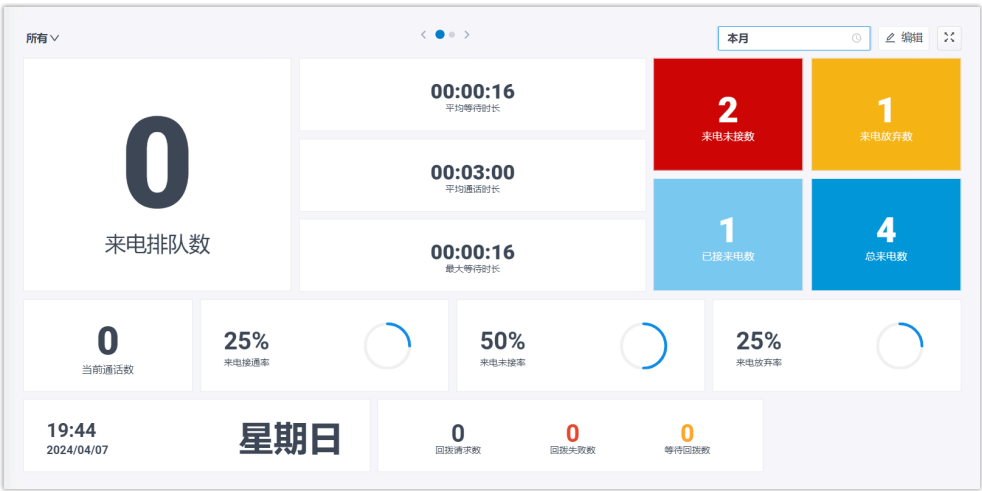 所有
本月
编辑
0
来电排队数
00:00:16
平均等待时长
00:03:00
平均通话时长
00:00:16
最大等待时长
2
来电未接数
1
来电放弃数
1
已接来电数
4
总来电数
0
当前通话数
25%
来电接通率
50%
来电未接率
25%
来电放弃率
19:44
2024/04/07
星期日
0
回拨请求数
0
回拨失败数
0
等待回拨数